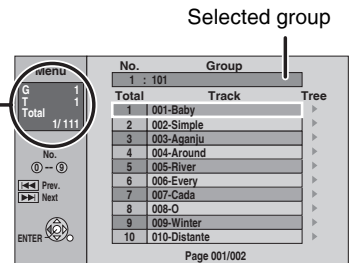 Selected group
Menu
G 1
T 1
Total
1/111
No.
0 -- 9
Prev.
Next
ENTER
No. Group
1 : 101
Total Track Tree
1 001-Baby
2 002-Simple
3 003-Aganju
4 004-Around
5 005-River
6 006-Every
7 007-Cada
8 008-O
9 009-Winter
10 010-Distante
Page 001/002